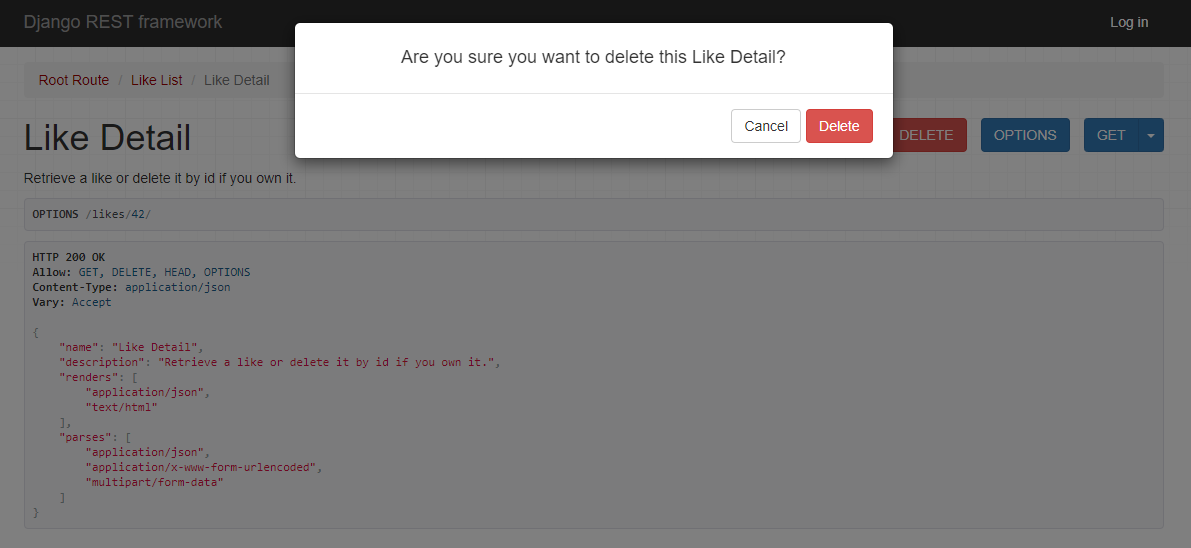 Django REST framework
Log in
Are you sure you want to delete this Like Detail?
Cancel
Delete
Root Route / Like List / Like Detail
Like Detail
DELETE
OPTIONS
GET
Retrieve a like or delete it by id if you own it.
OPTIONS /likes/42/
HTTP 200 OK
Allow: GET, DELETE, HEAD, OPTIONS
Content-Type: application/json
Vary: Accept
{
    "name": "Like Detail",
    "description": "Retrieve a like or delete it by id if you own it.",
    "renders": [
        "application/json",
        "text/html"
    ],
    "parses": [
        "application/json",
        "application/x-www-form-urlencoded",
        "multipart/form-data"
    ]
}